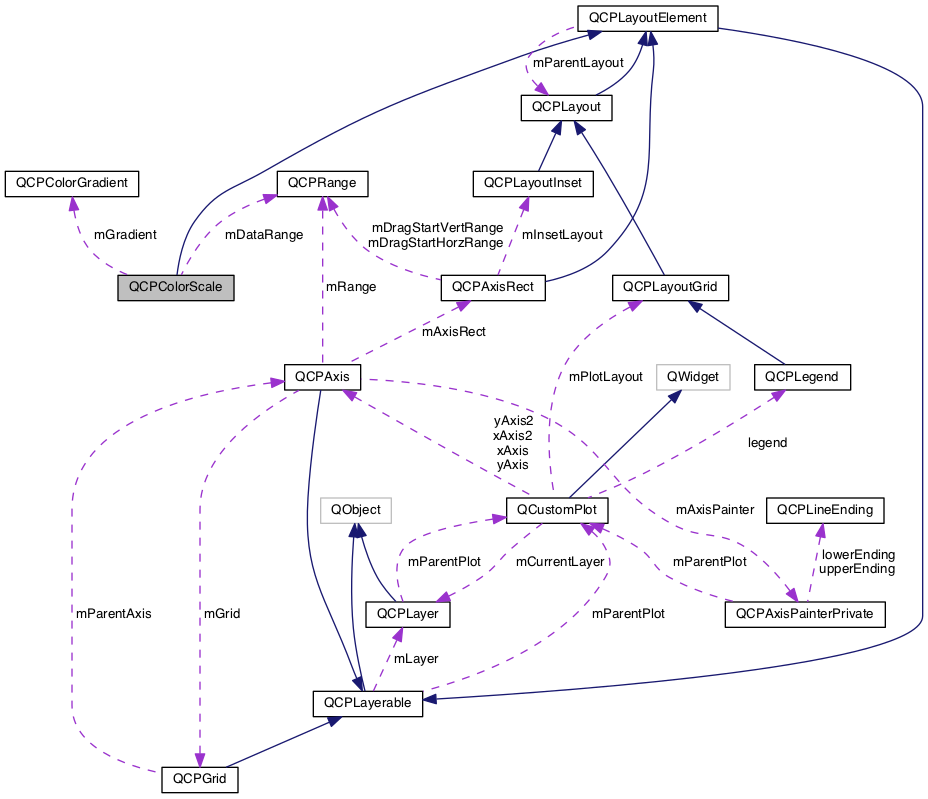 QCPLayoutElement
mParentLayout
QCPLayout
QCPColorGradient
QCPRange
QCPLayoutInset
mGradient
mDataRange
mDragStartVertRange
mDragStartHorzRange
mInsetLayout
QCPColorScale
mRange
QCPAxisRect
QCPLayoutGrid
mAxisRect
QCPAxis
mPlotLayout
QWidget
QCPLegend
yAxis2
xAxis2
xAxis
yAxis
legend
QObject
QCustomPlot
mAxisPainter
QCPLineEnding
mParentPlot
mCurrentLayer
mParentPlot
lowerEnding
upperEnding
mParentAxis
mGrid
QCPLayer
mParentPlot
QCPAxisPainterPrivate
mLayer
QCPLayerable
QCPGrid